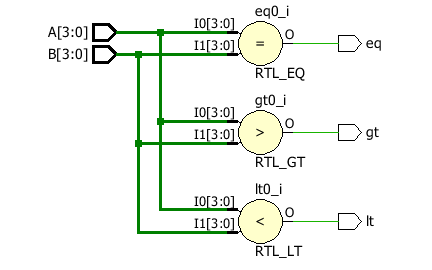 eq0_i
A[3:0]
I0[3:0]
O
B[3:0]
I1[3:0]
=
eq
RTL_EQ
gt0_i
I0[3:0]
O
I1[3:0]
>
gt
RTL_GT
lt0_i
I0[3:0]
O
I1[3:0]
<
lt
RTL_LT